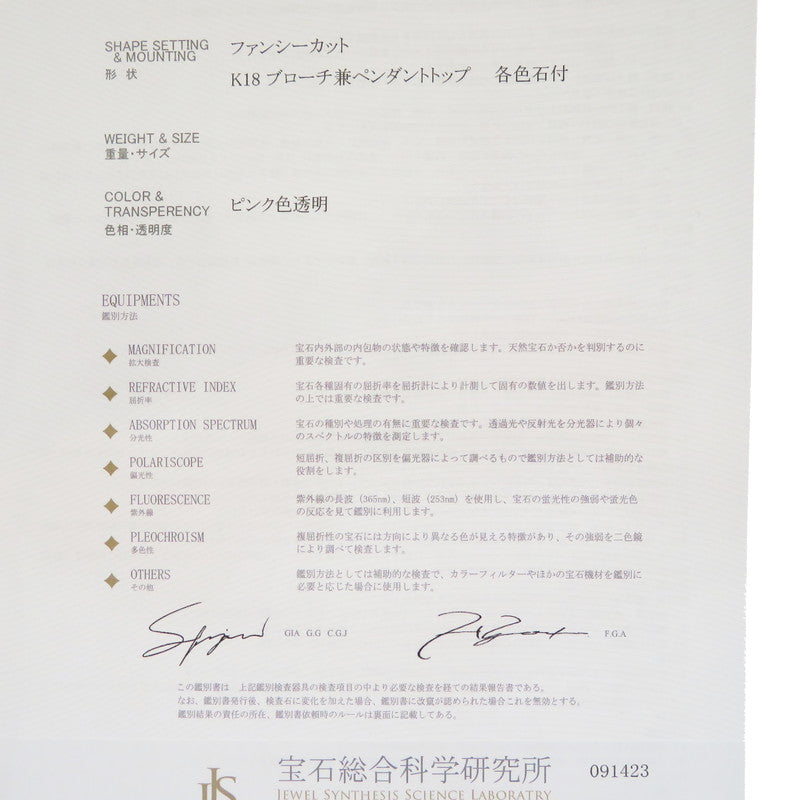 SHAPE SETTING
& MOUNTING
形 状
ファンシーカット
K18 ブローチ兼ペンダントトップ　各色石付
WEIGHT & SIZE
重量・サイズ
COLOR &
TRANSPERENCY
色相・透明度
ピンク色透明
EQUIPMENTS
鑑別方法
MAGNIFICATION
拡大検査
宝石内外部の内包物の状態や特徴を確認します。天然宝石か否かを判別するのに
重要な検査です。
REFRACTIVE INDEX
屈折率
宝石各種固有の屈折率を屈折計により計測して固有の数値を出します。鑑別方法
の上では重要な検査です。
ABSORPTION SPECTRUM
分光性
宝石の種別や処理の有無に重要な検査です。透過光や反射光を分光器により個々
のスペクトルの特徴を測定します。
POLARISCOPE
偏光性
短屈折、複屈折の区別を偏光器によって調べるもので鑑別方法としては補助的な
役割をします。
FLUORESCENCE
紫外線
紫外線の長波（365nm）、短波（253nm）を使用し、宝石の蛍光性の強弱や蛍光色
の反応を見て鑑別に利用します。
PLEOCHROISM
多色性
複屈折性の宝石には方向により異なる色が見える特徴があり、その強弱を二色鏡
により調べて検査します。
OTHERS
その他
鑑別方法としては補助的な検査で、カラーフィルターやほかの宝石機材を鑑別に
必要と応じた場合に使用します。
GIA G.G C.G.J
F.G.A
この鑑別書は　上記鑑別検査器具の検査項目の中より必要な検査を経ての結果報告書である。
なお、鑑別書発行後、検査石に変化を加えた場合、鑑別書に改竄が認められた場合これを無効とする。
鑑別結果の責任の所在、鑑別書依頼時のルールは裏面に記載してある。
JJS
宝石総合科学研究所
JEWEL SYNTHESIS SCIENCE LABORATRY
091423